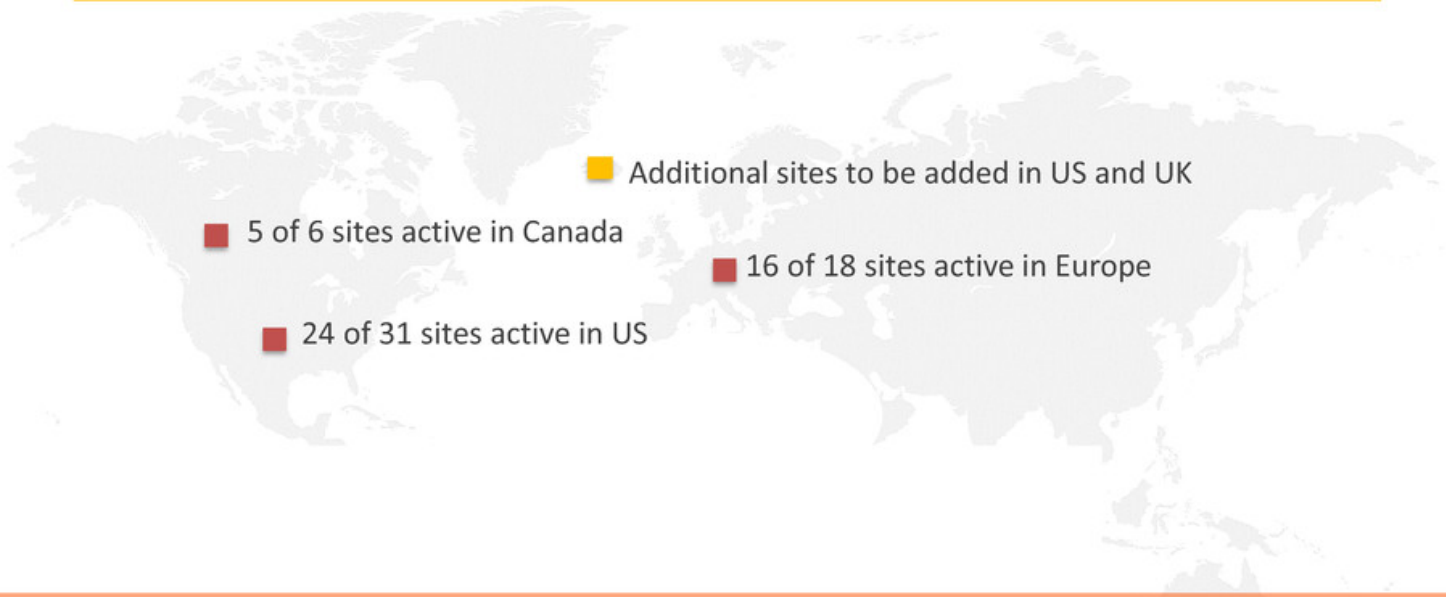 Additional sites to be added in US and UK
5 of 6 sites active in Canada
16 of 18 sites active in Europe
24 of 31 sites active in US